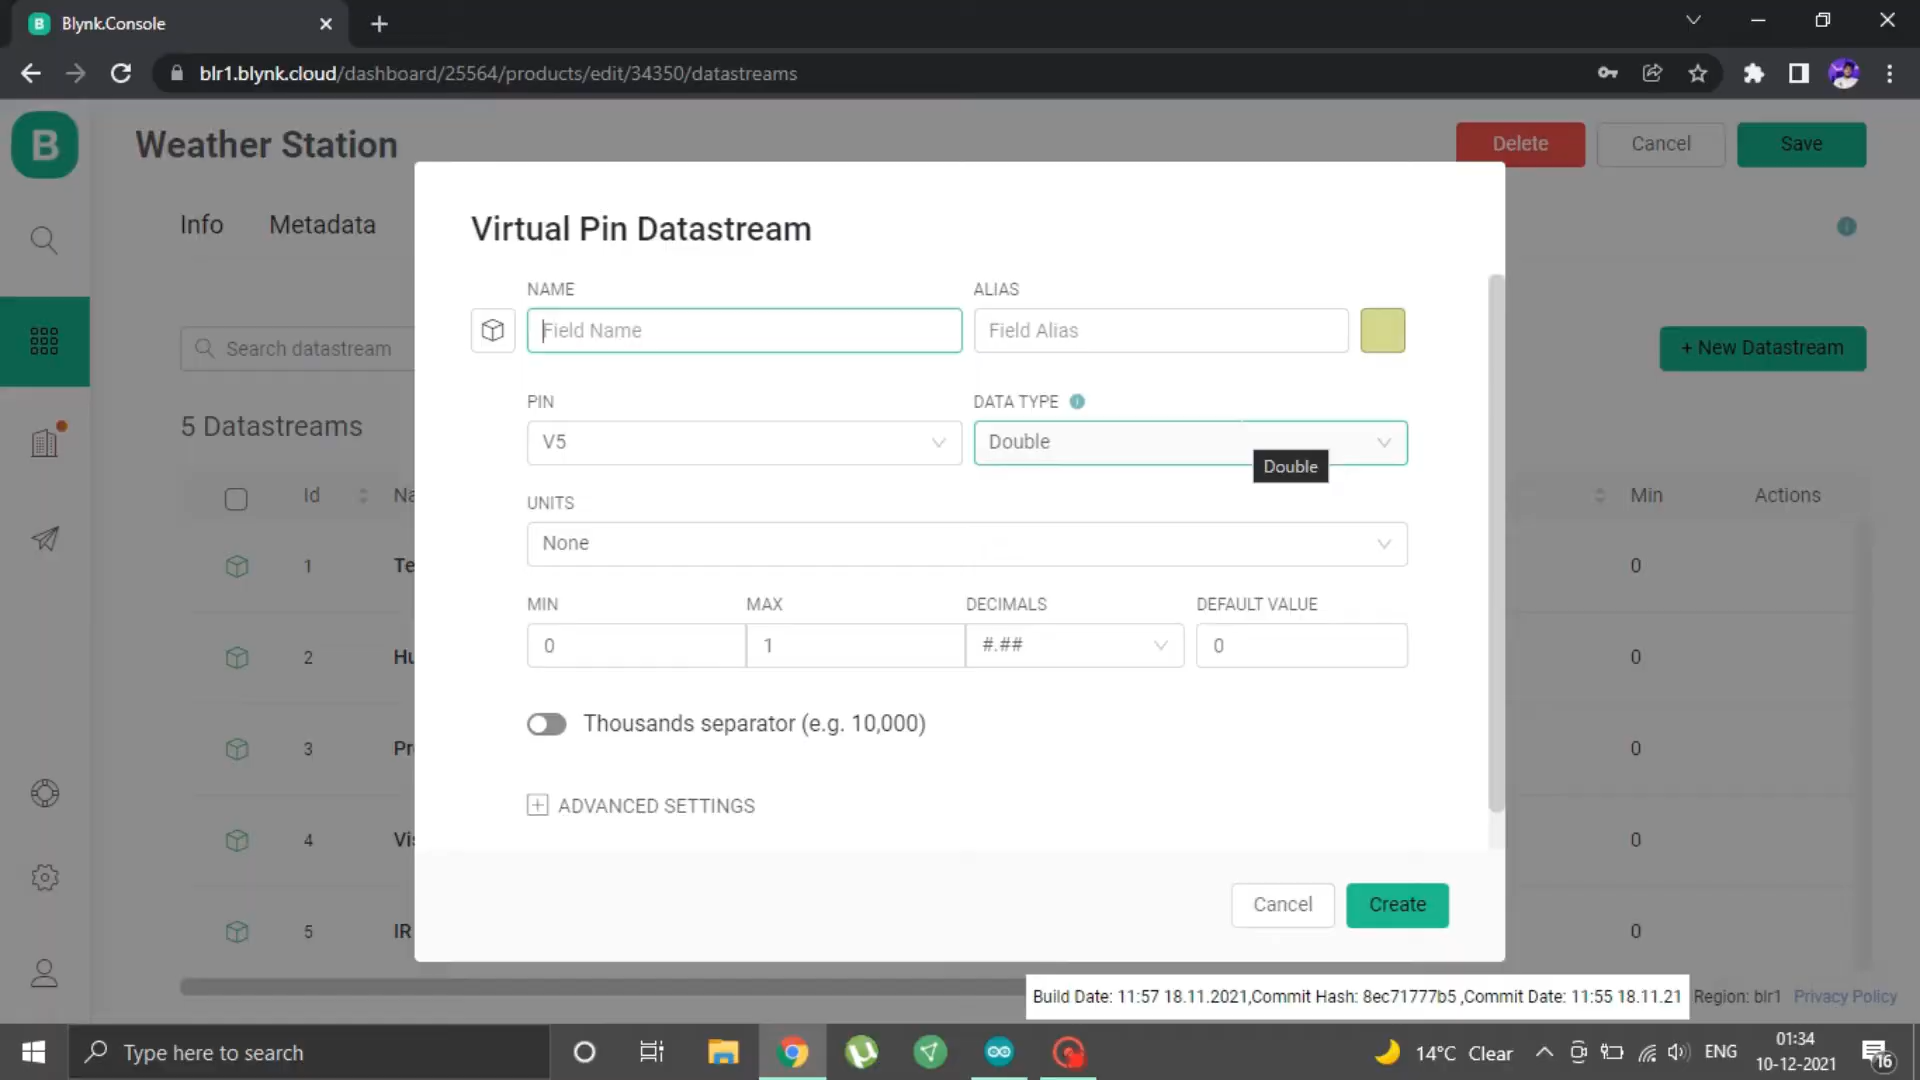 B Blynk.Console
blr1.blynk.cloud/dashboard/25564/products/edit/34350/datastreams
B
Weather Station
Delete
Cancel
Save
Info
Metadata
Search datastream
+ New Datastream
5 Datastreams
Id
Na
Min
Actions
1
Te
0
2
Hu
0
3
Pr
0
4
Vis
0
5
IR
0
Virtual Pin Datastream
NAME
ALIAS
Field Name
Field Alias
PIN
DATA TYPE
V5
Double
Double
UNITS
None
MIN
MAX
DECIMALS
DEFAULT VALUE
0
1
#.##
0
Thousands separator (e.g. 10,000)
ADVANCED SETTINGS
Cancel
Create
Build Date: 11:57 18.11.2021,Commit Hash: 8ec71777b5 ,Commit Date: 11:55 18.11.21
Region: blr1
Privacy Policy
Type here to search
14°C Clear
ENG
01:34
10-12-2021
16